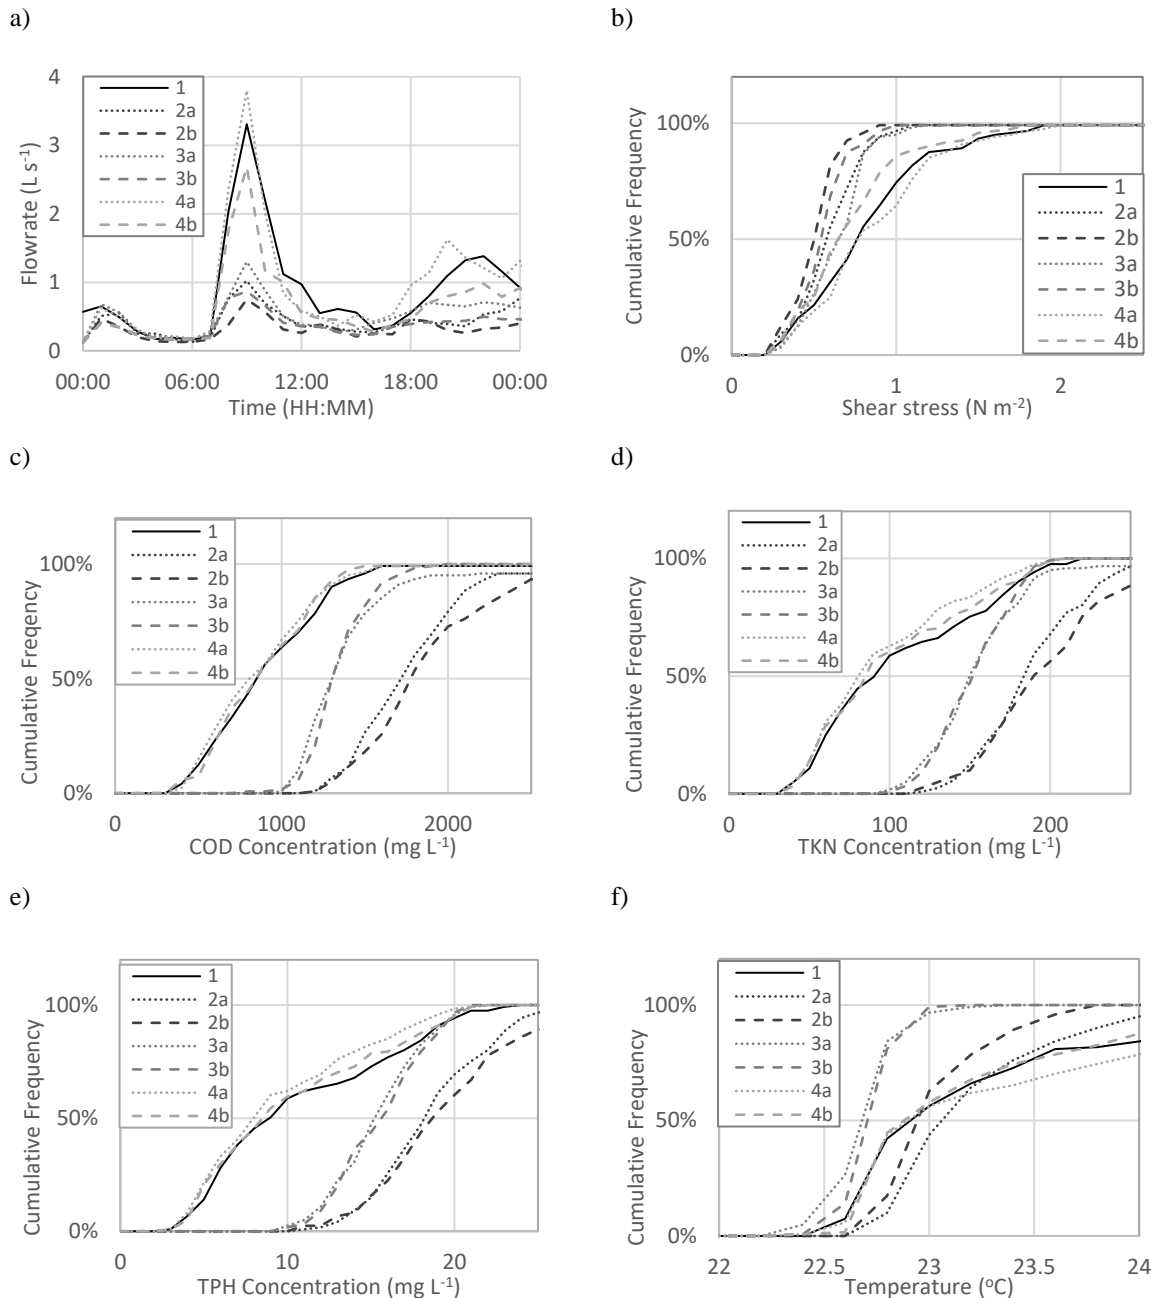 a)
4
3
2
1
0
Flowrate (L s-1)
1
2a
2b
3a
3b
4a
4b
00:00 06:00 12:00 18:00 00:00
Time (HH:MM)
b)
100%
50%
0%
Cumulative Frequency
1
2a
2b
3a
3b
4a
4b
0 1 2
Shear stress (N m-2)
c)
100%
50%
0%
Cumulative Freqency
1
2a
2b
3a
3b
4a
4b
0 1000 2000
COD Concentration (mg L-1)
d)
100%
50%
0%
Cumulative Frequency
1
2a
2b
3a
3b
4a
4b
0 100 200
TKN Concentration (mg L-1)
e)
100%
50%
0%
Cumulative Frequency
1
2a
2b
3a
3b
4a
4b
0 10 20
TPH Concentration (mg L-1)
f)
100%
50%
0%
Cumulative Frequency
1
2a
2b
3a
3b
4a
4b
22 22.5 23 23.5 24
Temperature (oC)